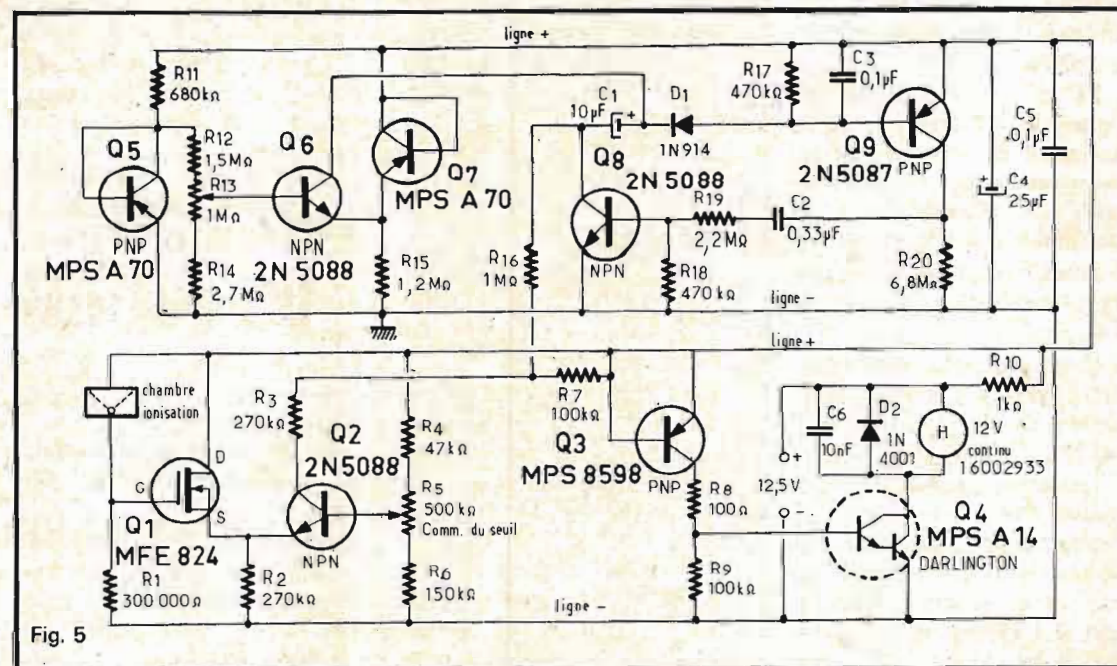 ligne +
R11
680kΩ
R12
1,5MΩ
R13
1MΩ
R14
2,7MΩ
Q5
PNP
MPS A 70
Q6
NPN
2N 5088
Q7
MPS A 70
R15
1,2MΩ
R16
1MΩ
C1
10µF
+
D1
1N914
Q8
2N 5088
NPN
R17
470kΩ
C3
0,1µF
Q9
PNP
2N5087
R19
2,2MΩ
C2
0,33µF
R18
470kΩ
R20
6,8MΩ
C5
0,1µF
+
C4
25µF
ligne -
ligne +
chambre
ionisation
G
D
S
Q1
MFE 824
R1
300 000Ω
R2
270kΩ
R3
270kΩ
Q2
2N5088
NPN
R4
47kΩ
R5
500kΩ
Comm. du seuil
R6
150kΩ
R7
100kΩ
Q3
MPS 8598
PNP
R8
100Ω
R9
100kΩ
+
12,5V
-
C6
10nF
D2
1N
4001
H
12V
continu
16002933
R10
1kΩ
Q4
MPS A 14
DARLINGTON
ligne -
Fig. 5